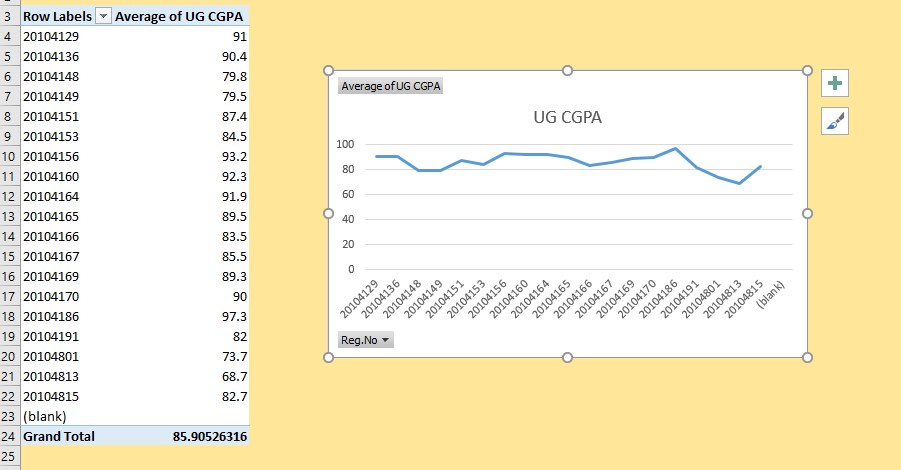 3 Row Labels Average of UG CGPA
4 20104129 91
5 20104136 90.4
6 20104148 79.8
7 20104149 79.5
8 20104151 87.4
9 20104153 84.5
10 20104156 93.2
11 20104160 92.3
12 20104164 91.9
13 20104165 89.5
14 20104166 83.5
15 20104167 85.5
16 20104169 89.3
17 20104170 90
18 20104186 97.3
19 20104191 82
20 20104801 73.7
21 20104813 68.7
22 20104815 82.7
23 (blank)
24 Grand Total 85.90526316
25
Average of UG CGPA
UG CGPA
100
80
60
40
20
0
20104129 20104136 20104148 20104149 20104151 20104153 20104156 20104160 20104164 20104165 20104166 20104167 20104169 20104170 20104186 20104191 20104801 20104813 20104815 (blank)
Reg.No